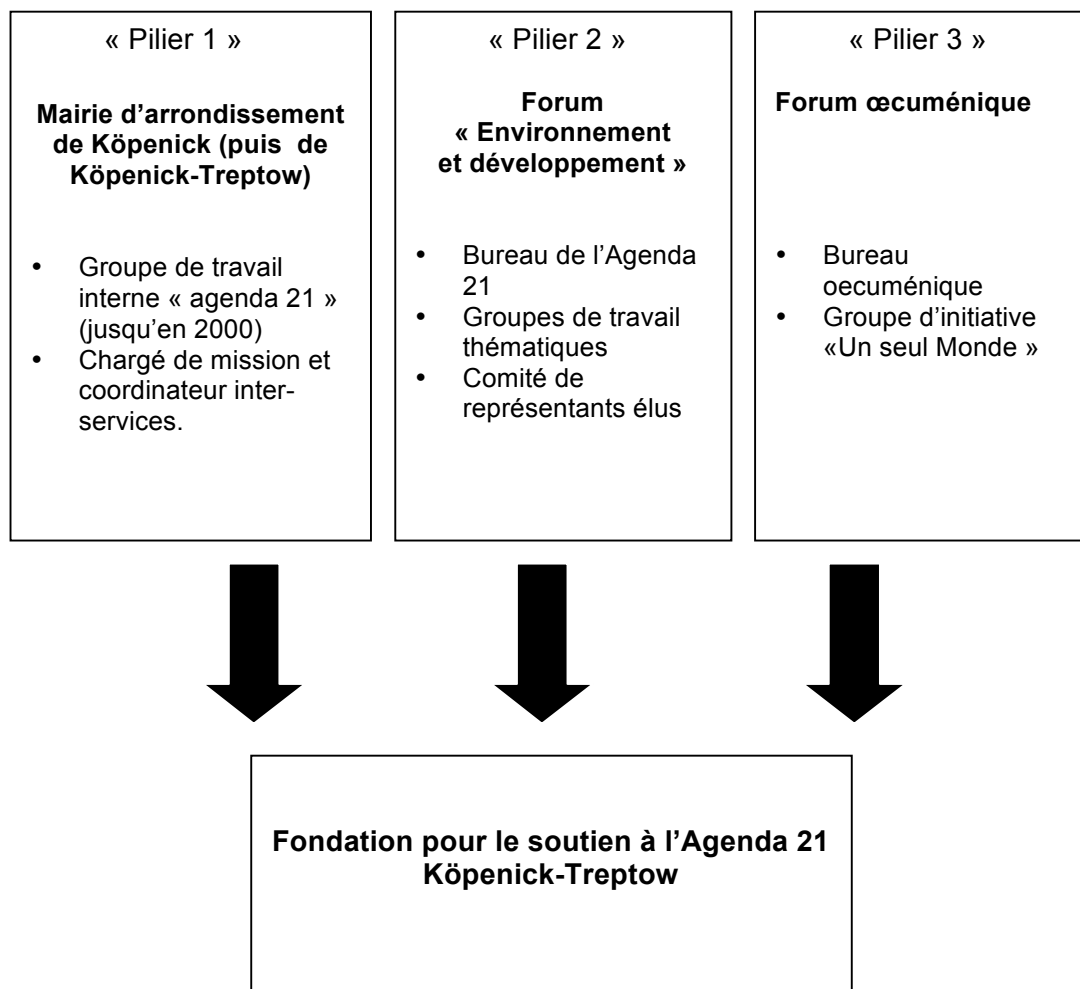 « Pilier 1 »
Mairie d’arrondissement
de Köpenick (puis de
Köpenick-Treptow)
• Groupe de travail
interne « agenda 21 »
(jusqu’en 2000)
• Chargé de mission et
coordinateur inter-
services.
« Pilier 2 »
Forum
« Environnement
et développement »
• Bureau de l’Agenda
21
• Groupes de travail
thématiques
• Comité de
représentants élus
« Pilier 3 »
Forum œcuménique
• Bureau
oecuménique
• Groupe d’initiative
«Un seul Monde »
Fondation pour le soutien à l’Agenda 21
Köpenick-Treptow